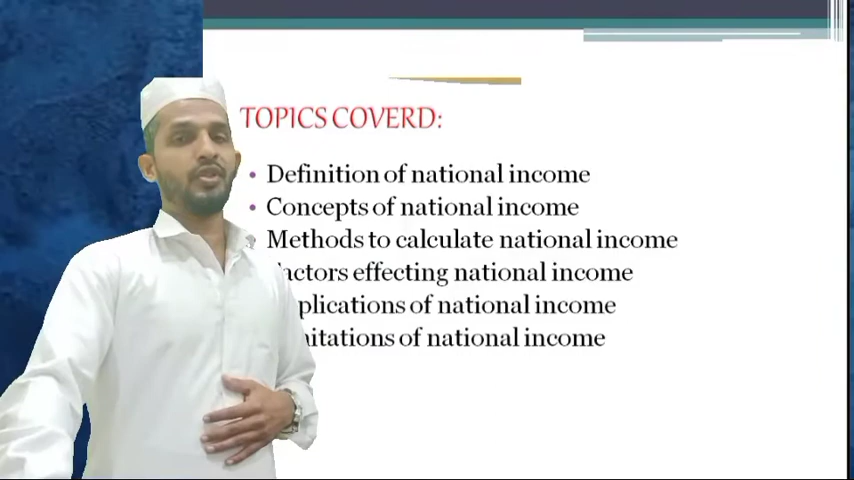 TOPICS COVERD:
• Definition of national income
• Concepts of national income
Methods to calculate national income
effecting national income
of national income
of national income